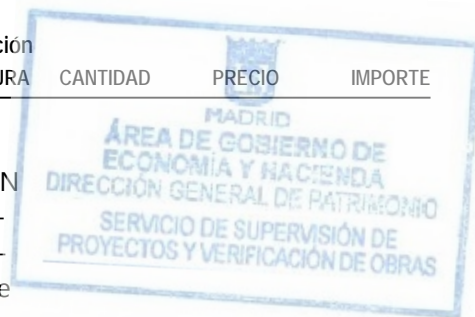 ción
URA CANTIDAD PRECIO IMPORTE
MADRID
ÁREA DE GOBIERNO DE
ECONOMÍA Y HACIENDA
DIRECCIÓN GENERAL DE PATRIMONIO
SERVICIO DE SUPERVISIÓN DE
PROYECTOS Y VERIFICACIÓN DE OBRAS
N
-
-
e